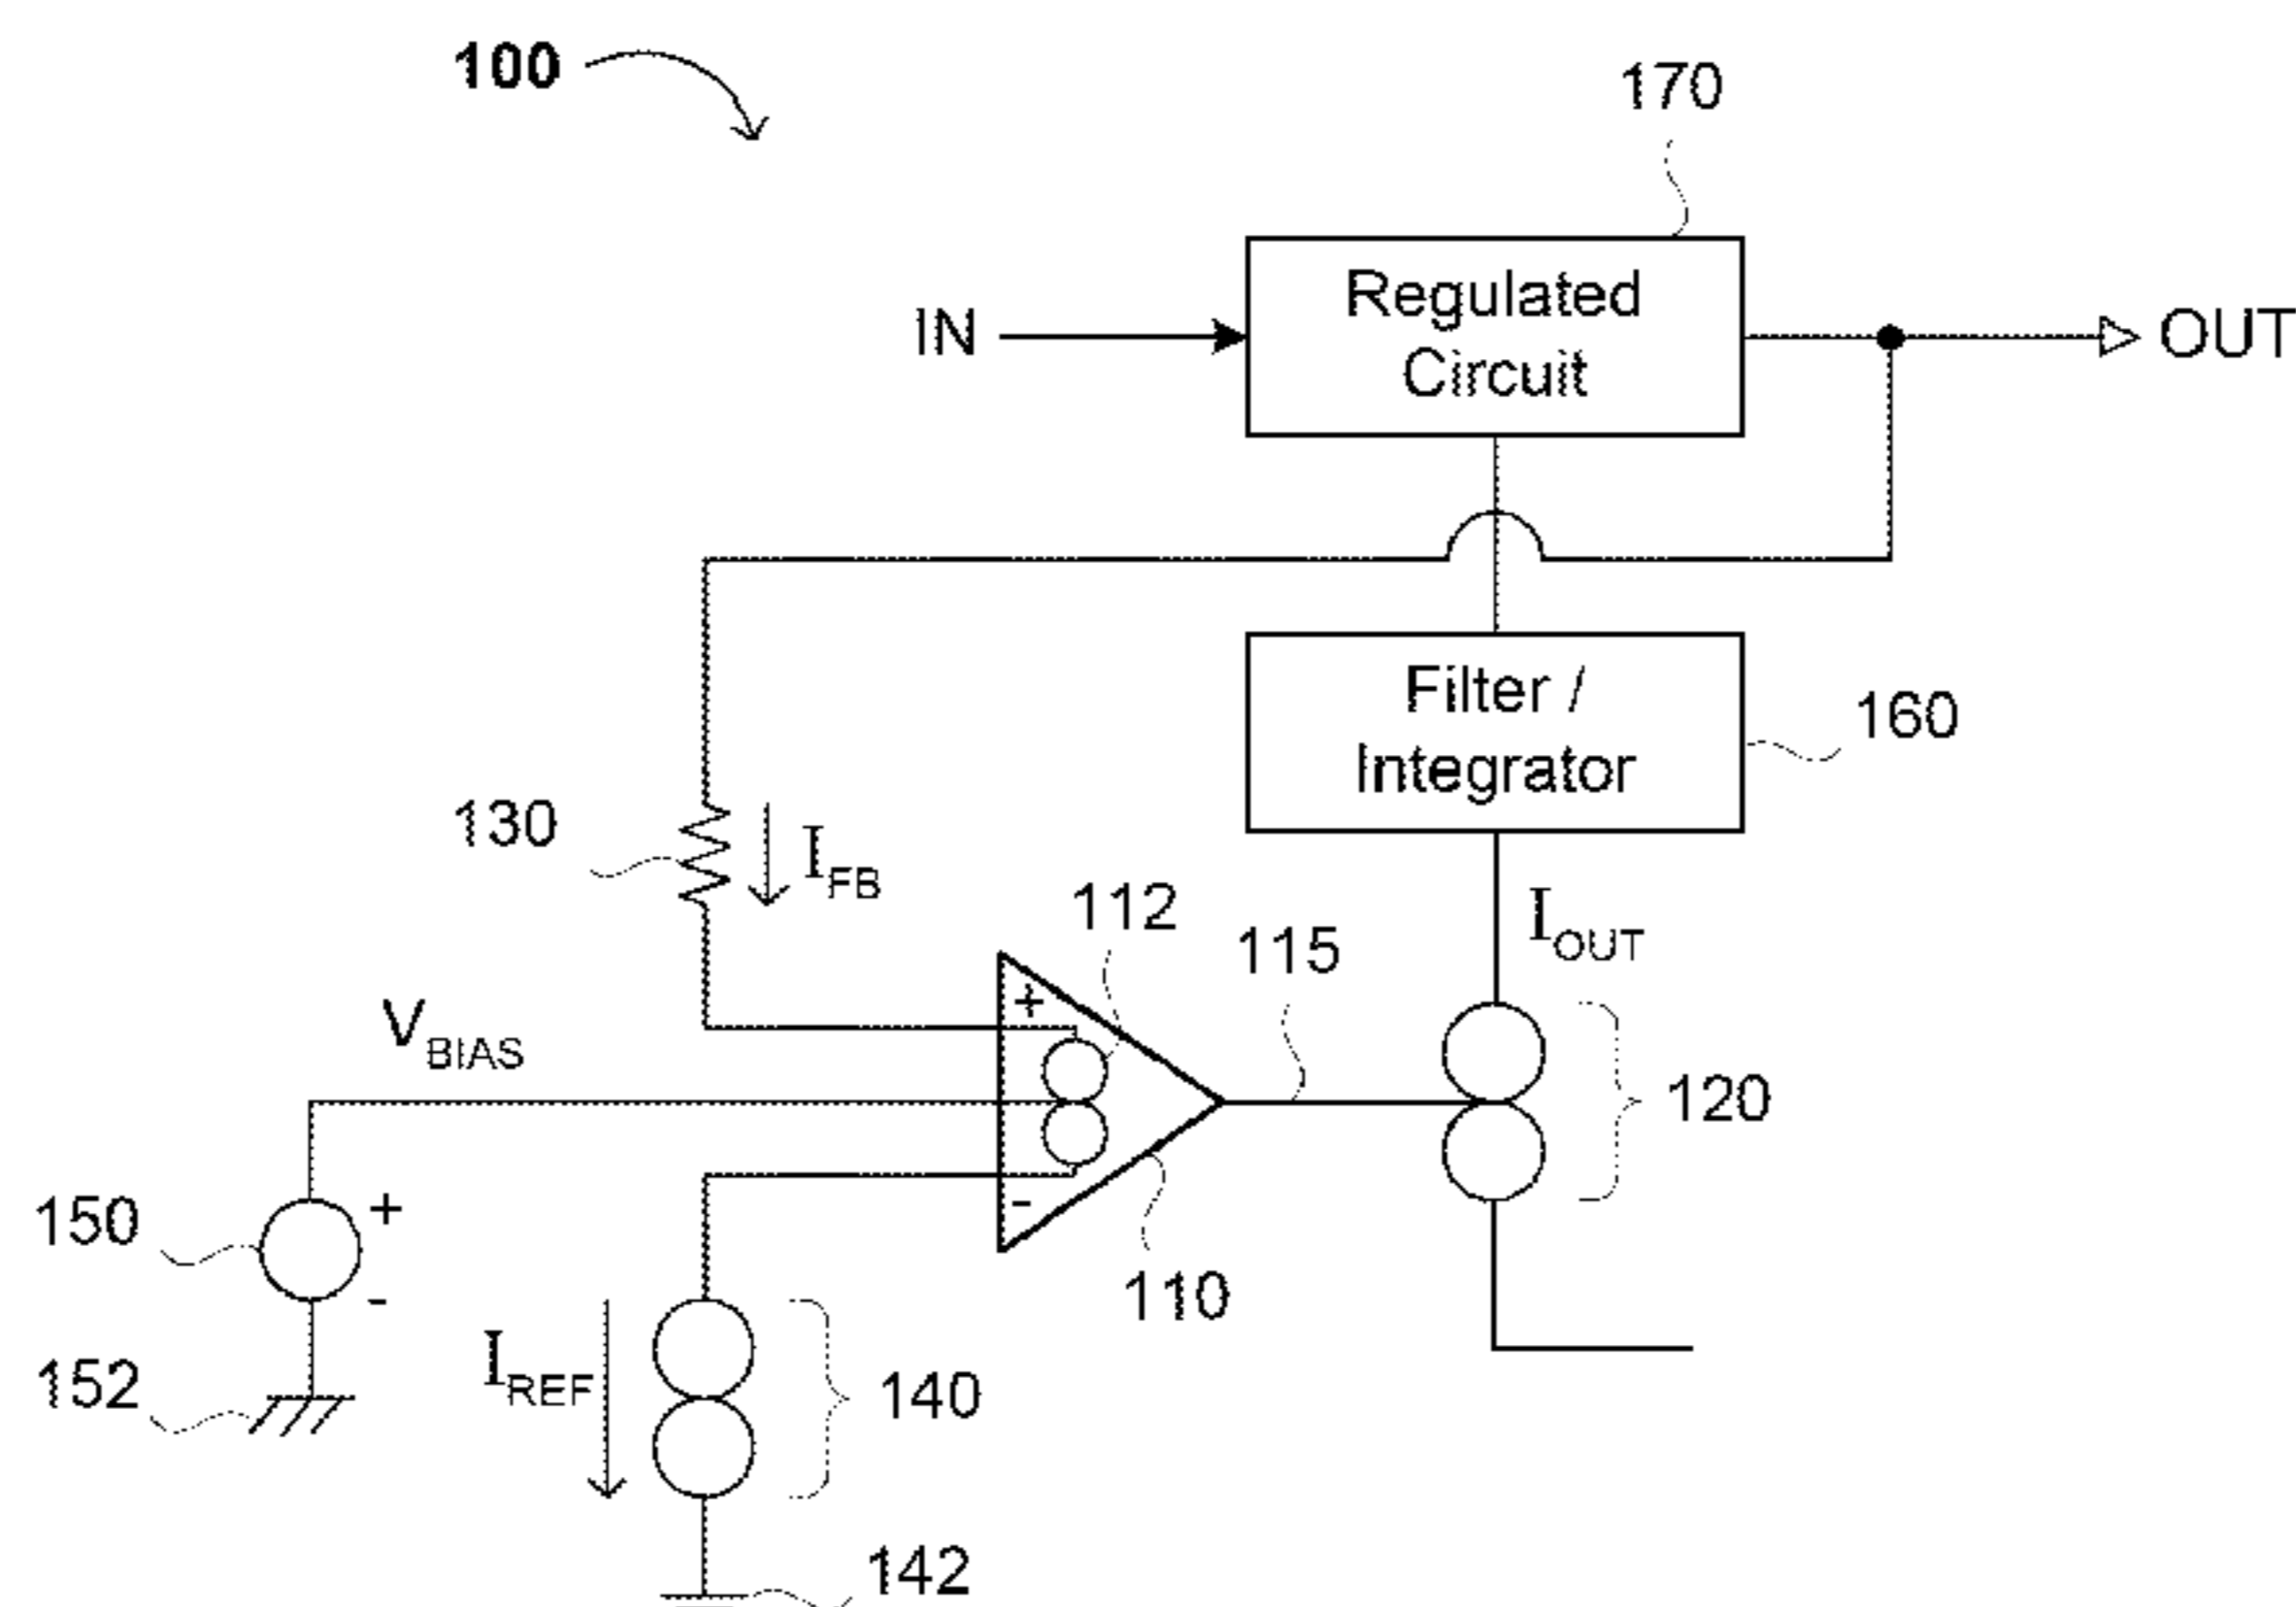 100
170
IN
Regulated
Circuit
OUT
Filter /
Integrator
160
130
I_FB
112
115
I_OUT
+
V_BIAS
120
150
+
-
-
110
I_REF
140
152
142